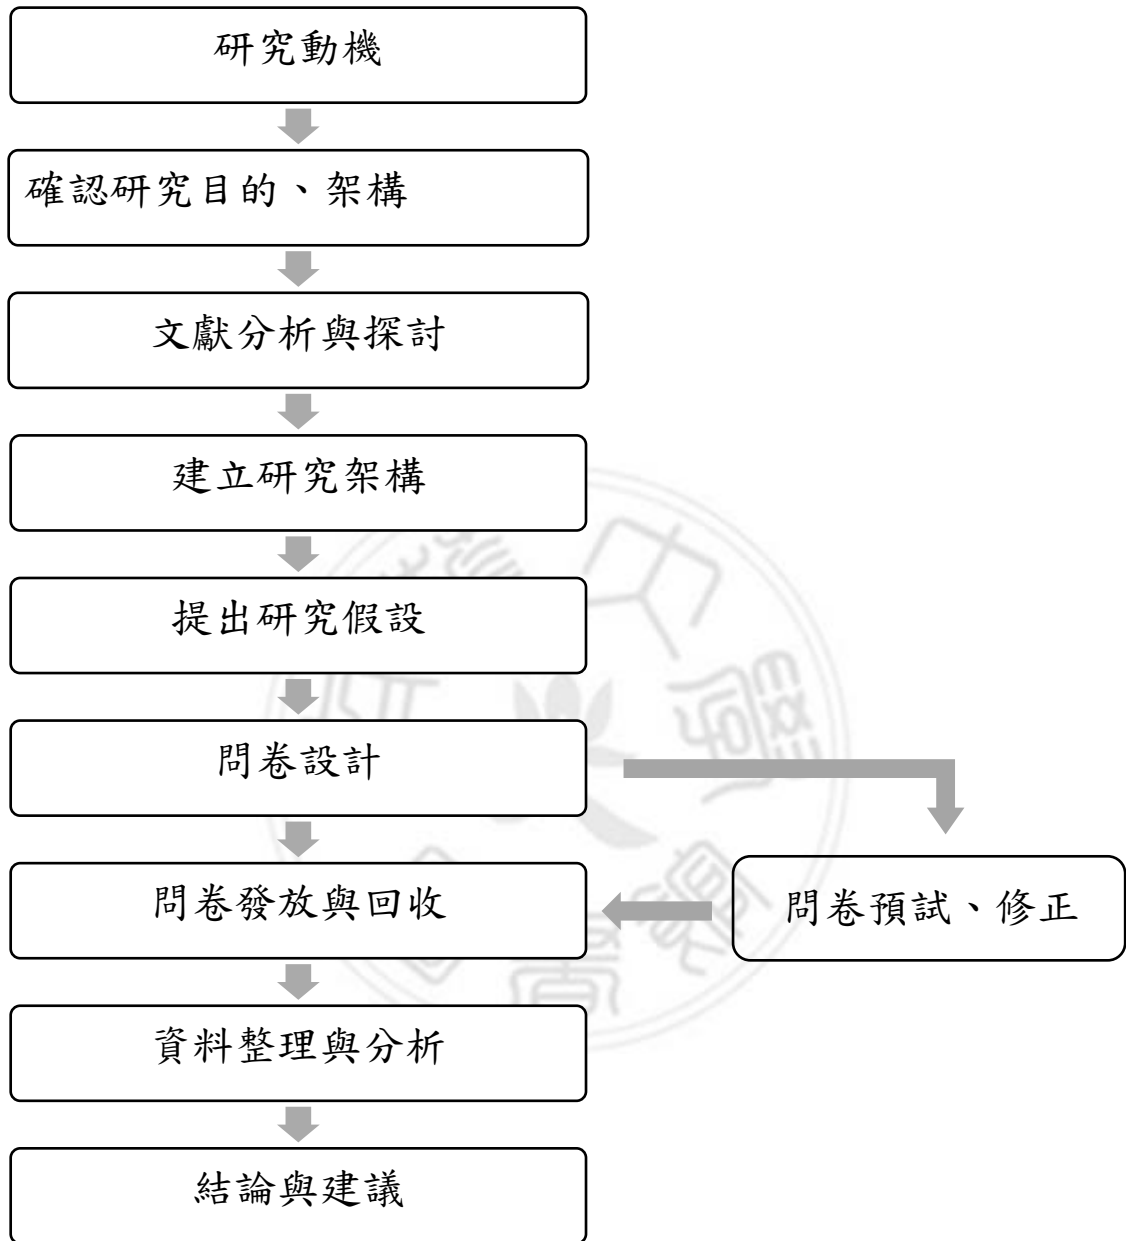 研究動機
確認研究目的、架構
文獻分析與探討
建立研究架構
提出研究假設
問卷設計
問卷發放與回收
問卷預試、修正
資料整理與分析
結論與建議